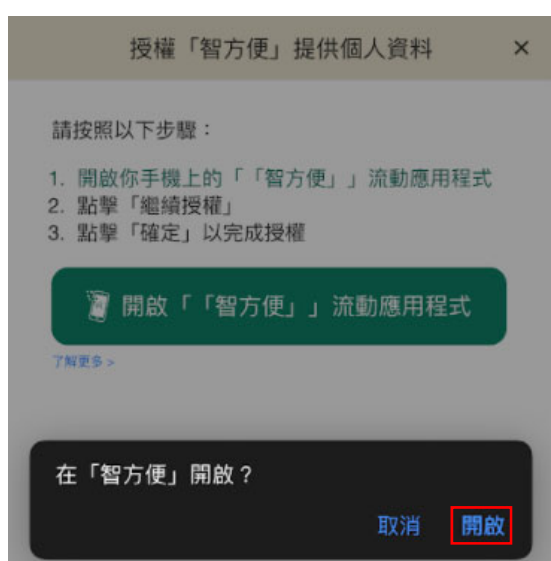 授權「智方便」提供個人資料 ×
請按照以下步驟：
1. 開啟你手機上的「「智方便」」流動應用程式
2. 點擊「繼續授權」
3. 點擊「確定」以完成授權
開啟「「智方便」」流動應用程式
了解更多 >
在「智方便」開啟？
取消 開啟